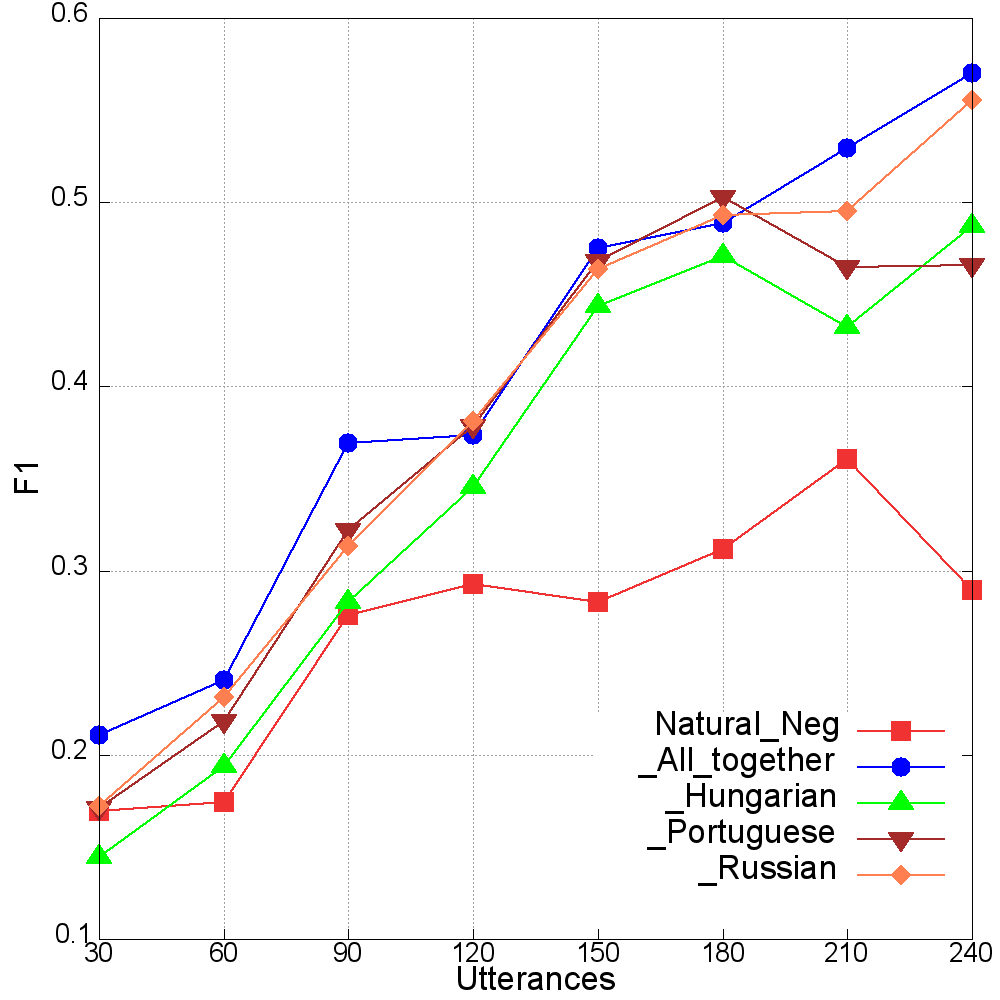 0.6
0.5
0.4
0.3
0.2
0.1
F1
30 60 90 120 150 180 210 240
Utterances
Natural_Neg
_All_together
_Hungarian
_Portuguese
_Russian